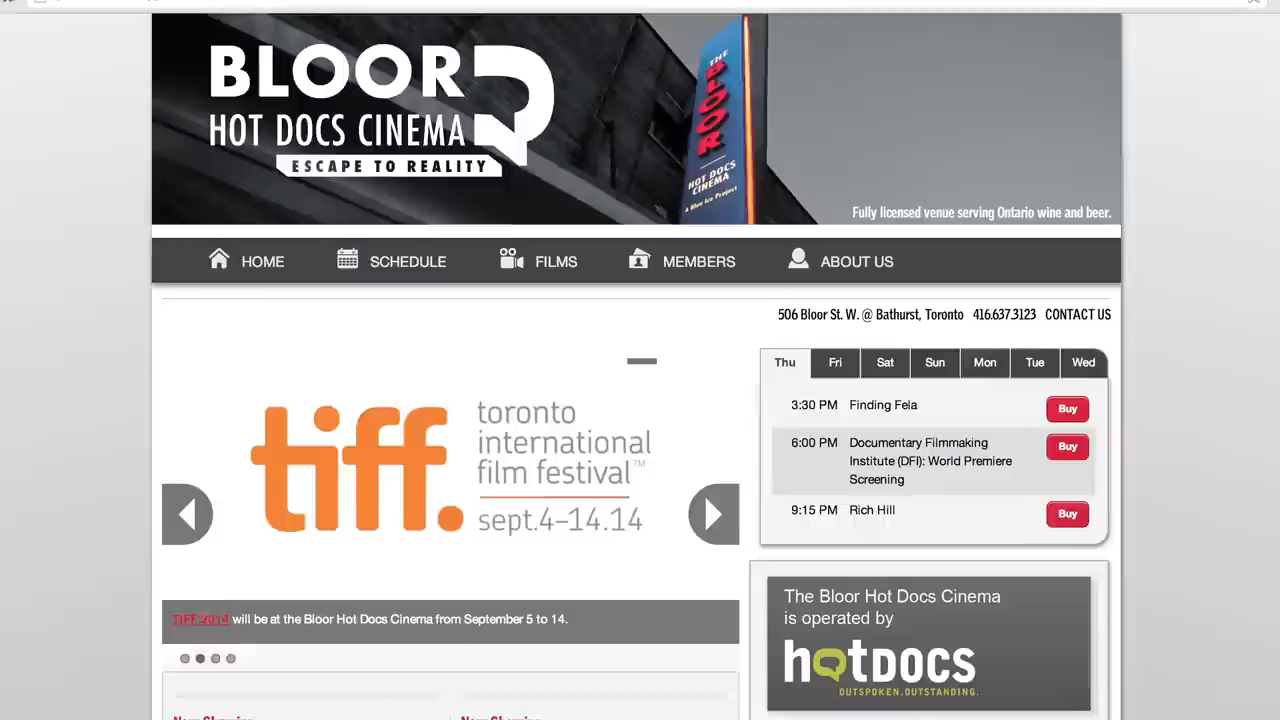 BLOOR
HOT DOCS CINEMA
ESCAPE TO REALITY
THE
BLOOR
HOT DOCS
CINEMA
A Blue Ice Project
Fully licensed venue serving Ontario wine and beer.
HOME SCHEDULE FILMS MEMBERS ABOUT US
506 Bloor St. W. @ Bathurst, Toronto 416.637.3123 CONTACT US
Thu Fri Sat Sun Mon Tue Wed
3:30 PM Finding Fela Buy
6:00 PM Documentary Filmmaking Buy
Institute (DFI): World Premiere
Screening
9:15 PM Rich Hill Buy
tiff.
toronto
international
film festival™
sept.4–14.14
TIFF 2014 will be at the Bloor Hot Docs Cinema from September 5 to 14.
The Bloor Hot Docs Cinema
is operated by
hotDOCS
OUTSPOKEN.OUTSTANDING.